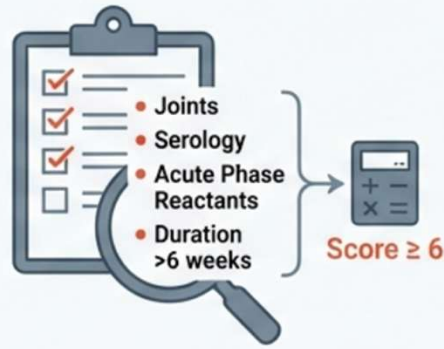 • Joints
• Serology
• Acute Phase
Reactants
• Duration
>6 weeks
Score ≥ 6